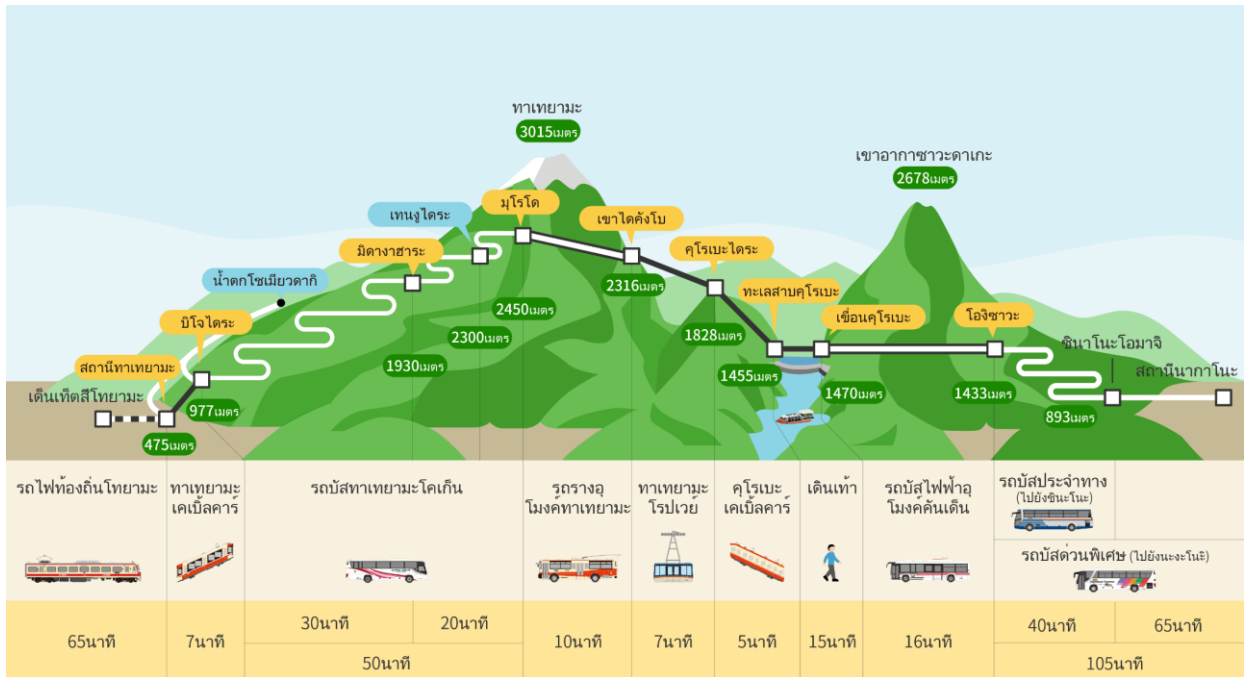 ทาเทยามะ
3015เมตร
เขาอากาซาวะดาเกะ
2678เมตร
มุโรโด
เทนงูไดระ
เขาไดคังโบ
มิดางาฮาระ
คุโรเบะไดระ
น้ำตกโชเมียวดากิ
2316เมตร
ทะเลสาบคุโรเบะ
2450เมตร
บิโจไดระ
เขื่อนคุโรเบะ
โองิซาวะ
1828เมตร
2300เมตร
ชินาโนะโอมาจิ
สถานีทาเทยามะ
1930เมตร
สถานีนากาโนะ
1455เมตร
เด็นเท็ตสึโทยามะ
1470เมตร
1433เมตร
977เมตร
893เมตร
475เมตร
รถไฟท้องถิ่นโทยามะ
ทาเทยามะ
เคเบิ้ลคาร์
รถบัสทาเทยามะโคเก็น
รถรางอุ
โมงค์ทาเทยามะ
ทาเทยามะ
โรปเวย์
คุโรเบะ
เคเบิ้ลคาร์
เดินเท้า
รถบัสไฟฟ้าอุ
โมงค์คันเด็น
รถบัสประจำทาง
(ไปยังชินะโนะ)
รถบัสด่วนพิเศษ (ไปยังนะงะโนะ)
65นาที
7นาที
30นาที
20นาที
50นาที
10นาที
7นาที
5นาที
15นาที
16นาที
40นาที
65นาที
105นาที